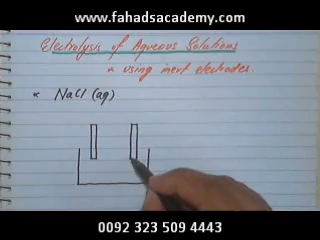 www.fahadsacademy.com
Electrolysis of Aqueous Solutions
using inert electrodes.
NaCl (aq)
0092 323 509 4443